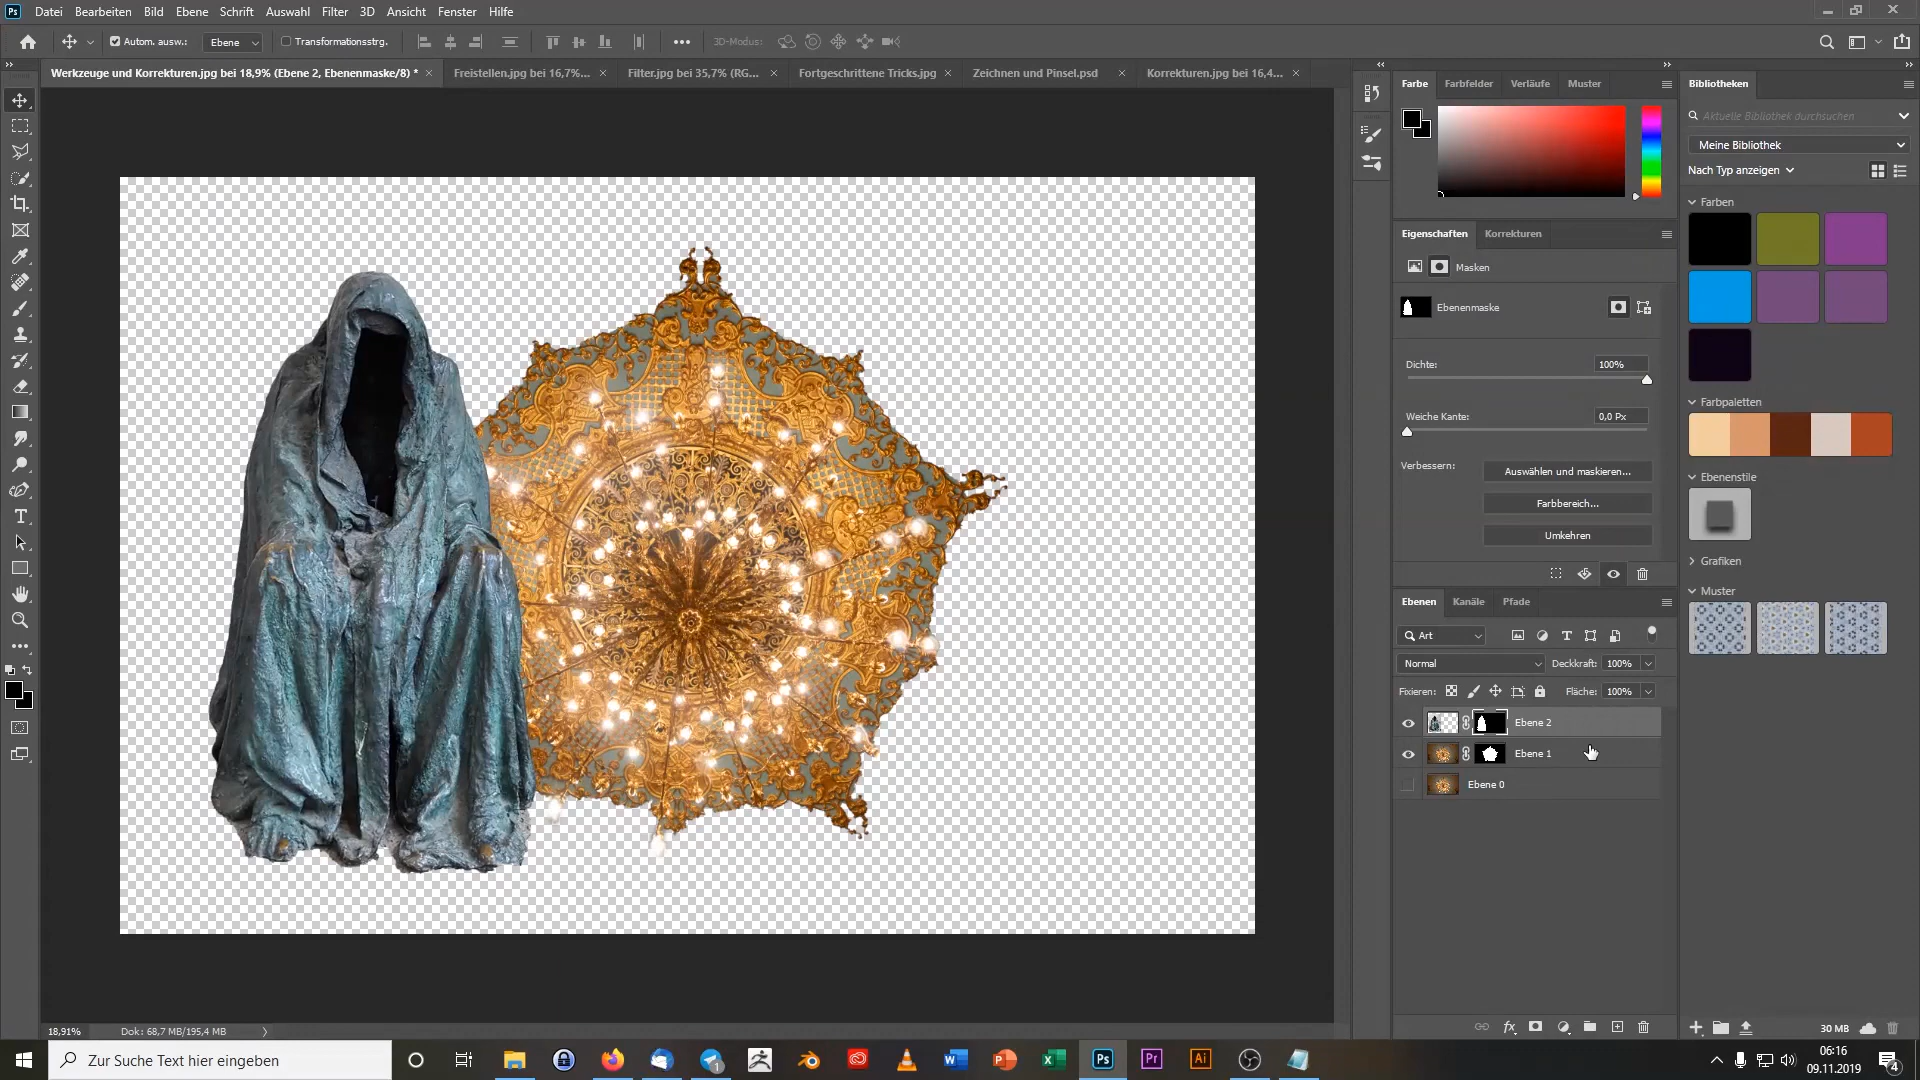 Ps Datei Bearbeiten Bild Ebene Schrift Auswahl Filter 3D Ansicht Fenster Hilfe
Autom. ausw.: Ebene Transformationsstrg. 3D-Modus:
Werkzeuge und Korrekturen.jpg bei 18,9% (Ebene 2, Ebenenmaske/8) * Freistellen.jpg bei 16,7%... Filter.jpg bei 35,7% (RG... Fortgeschrittene Tricks.jpg Zeichnen und Pinsel.psd Korrekturen.jpg bei 16,4...
Farbe Farbfelder Verläufe Muster
Bibliotheken
Aktuelle Bibliothek durchsuchen
Meine Bibliothek
Nach Typ anzeigen
Farben
Farbpaletten
Ebenenstile
Grafiken
Muster
30 MB
Eigenschaften Korrekturen
Masken
Ebenenmaske
Dichte: 100%
Weiche Kante: 0,0 Px
Verbessern: Auswählen und maskieren...
Farbbereich...
Umkehren
Ebenen Kanäle Pfade
Art
Normal Deckkraft: 100%
Fixieren: Fläche: 100%
Ebene 2
Ebene 1
Ebene 0
fx
18,91% Dok: 68,7 MB/195,4 MB
Zur Suche Text hier eingeben
Ps Pr Ai
06:16
09.11.2019
4